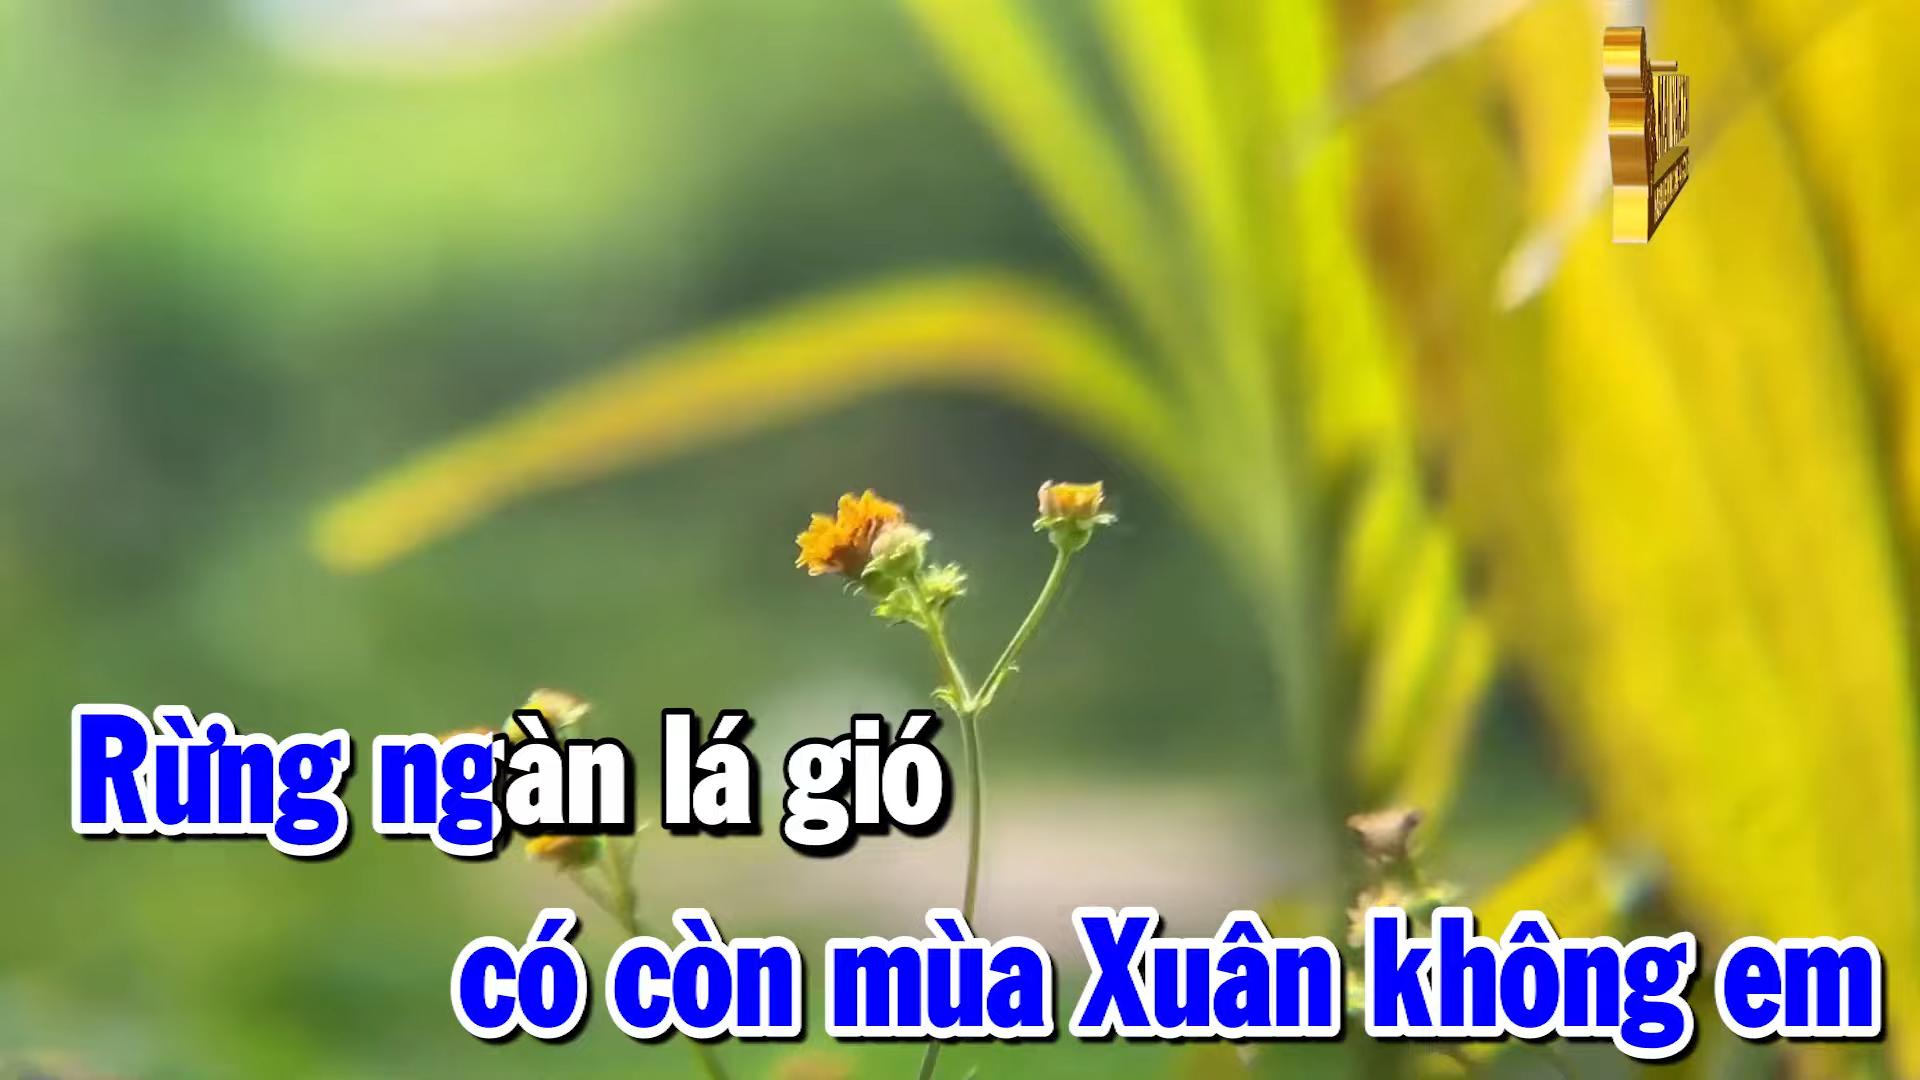 Rừng ngàn lá gió
có còn mùa Xuân không em